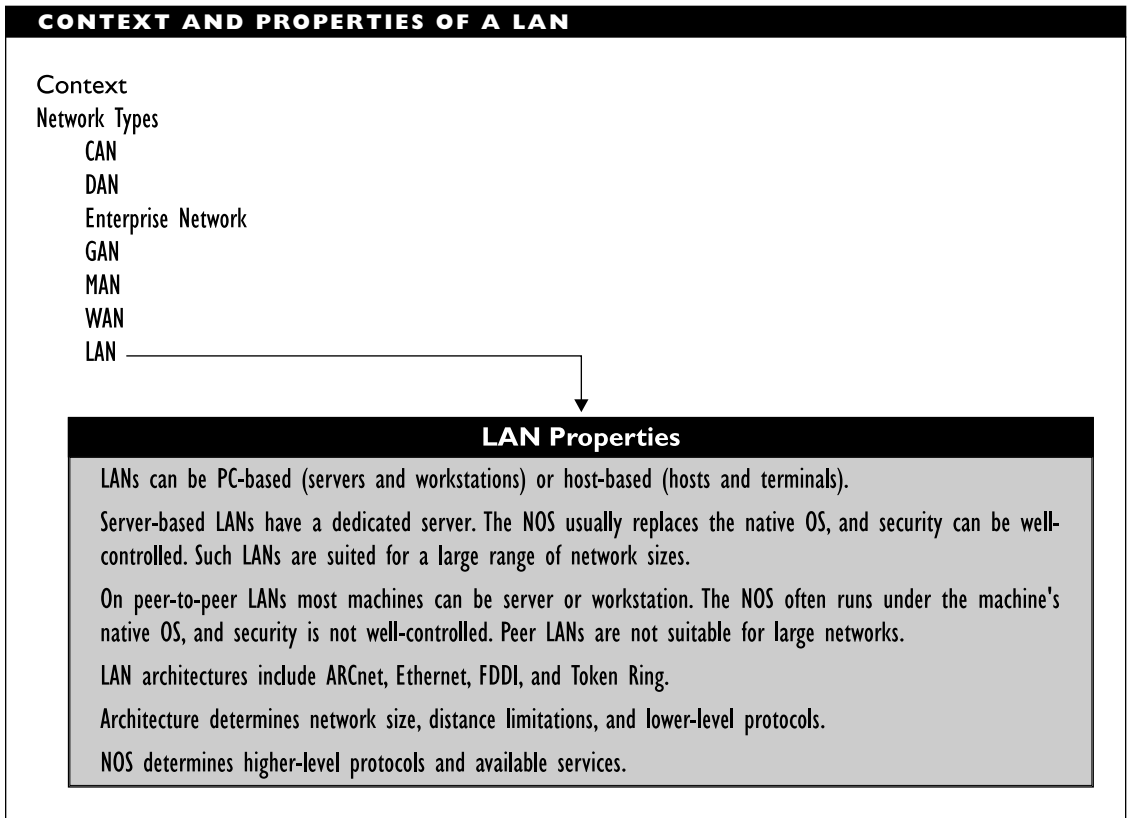 CONTEXT AND PROPERTIES OF A LAN
Context
Network Types
CAN
DAN
Enterprise Network
GAN
MAN
WAN
LAN
LAN Properties
LANs can be PC-based (servers and workstations) or host-based (hosts and terminals).
Server-based LANs have a dedicated server. The NOS usually replaces the native OS, and security can be well-
controlled. Such LANs are suited for a large range of network sizes.
On peer-to-peer LANs most machines can be server or workstation. The NOS often runs under the machine's
native OS, and security is not well-controlled. Peer LANs are not suitable for large networks.
LAN architectures include ARCnet, Ethernet, FDDI, and Token Ring.
Architecture determines network size, distance limitations, and lower-level protocols.
NOS determines higher-level protocols and available services.